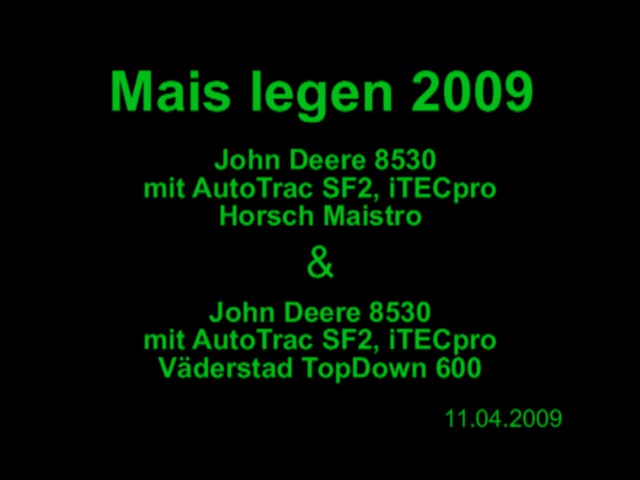 Mais legen 2009
John Deere 8530
mit AutoTrac SF2, iTECpro
Horsch Maistro
&
John Deere 8530
mit AutoTrac SF2, iTECpro
Väderstad TopDown 600
11.04.2009